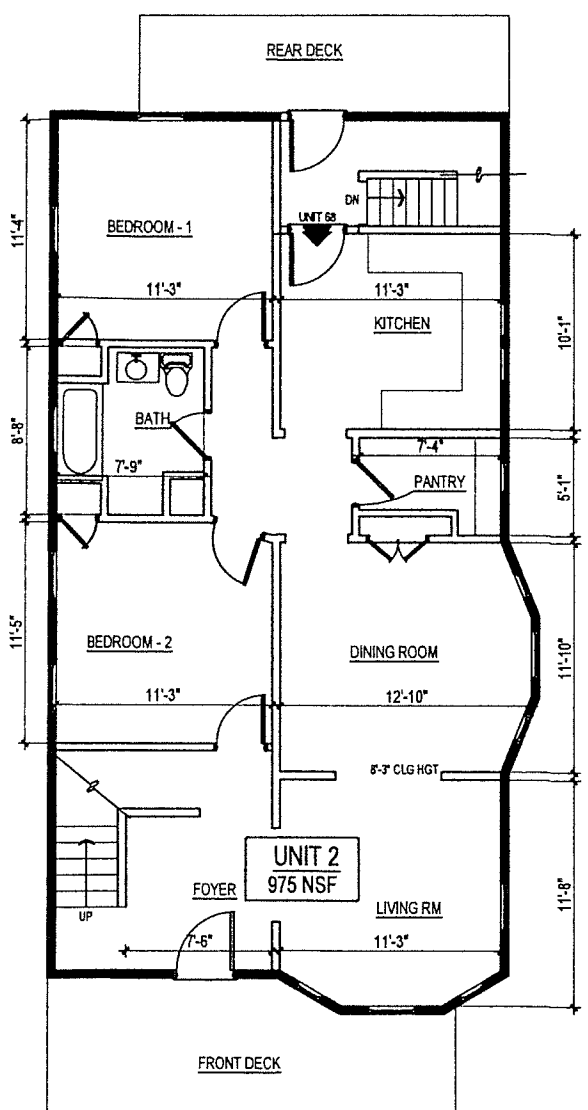 REAR DECK
DN
UNIT 68
BEDROOM - 1
11'-4"
11'-3"
11'-3"
KITCHEN
10'-1"
BATH
8'-8"
7'-9"
7'-4"
PANTRY
5'-1"
BEDROOM - 2
11'-5"
DINING ROOM
11'-10"
11'-3"
12'-10"
8'-3" CLG HGT
UNIT 2
975 NSF
FOYER
UP
LIVING RM
11'-8"
7'-6"
11'-3"
FRONT DECK